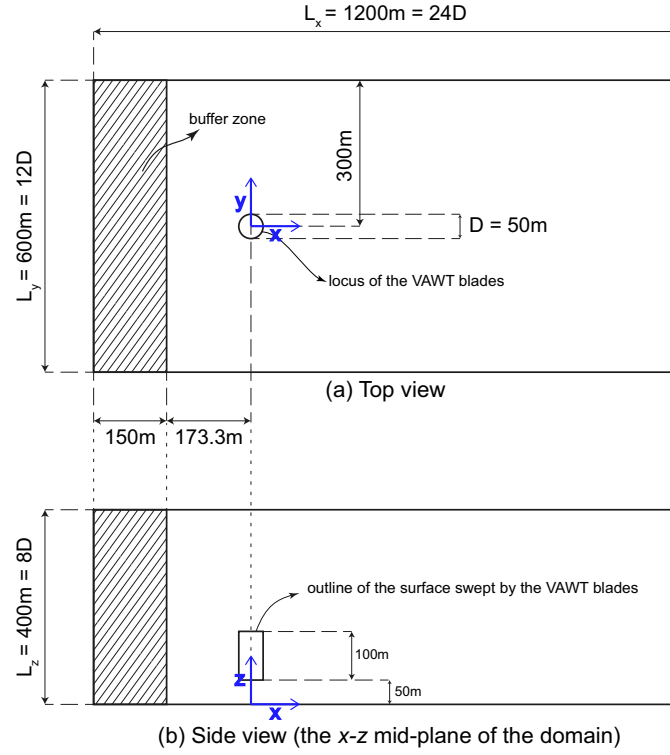 L_x = 1200m = 24D
buffer zone
L_y = 600m = 12D
300m
y
x
D = 50m
locus of the VAWT blades
(a) Top view
150m
173.3m
L_z = 400m = 8D
outline of the surface swept by the VAWT blades
100m
z
50m
x
(b) Side view (the x-z mid-plane of the domain)